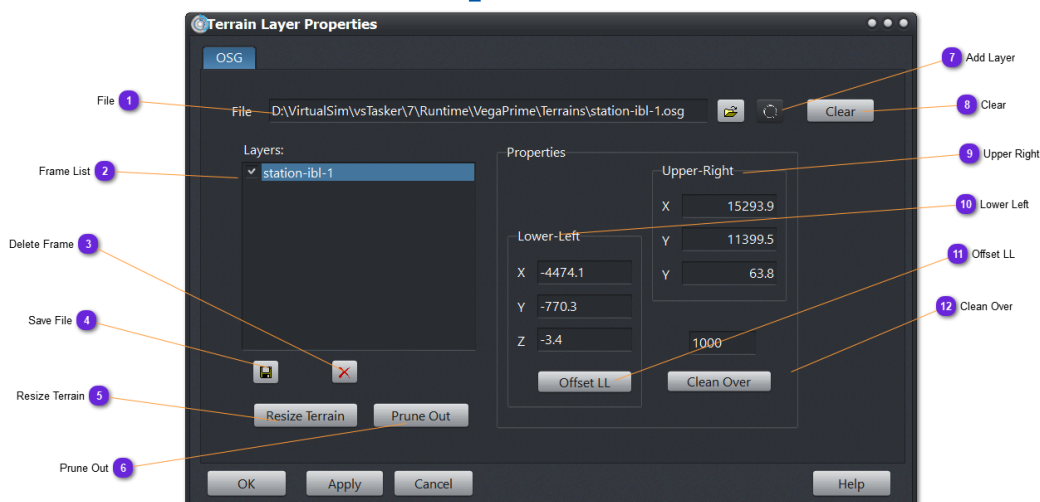 Terrain Layer Properties
OSG
7 Add Layer
File 1
File D:\VirtualSim\vsTasker\7\Runtime\VegaPrime\Terrains\station-ibl-1.osg Clear
8 Clear
Layers:
station-ibl-1
Frame List 2
Properties
9 Upper Right
Upper-Right
X 15293.9
Y 11399.5
Y 63.8
10 Lower Left
Lower-Left
X -4474.1
Y -770.3
Z -3.4
Delete Frame 3
11 Offset LL
12 Clean Over
Save File 4
1000
Offset LL Clean Over
Resize Terrain 5
Resize Terrain Prune Out
Prune Out 6
OK Apply Cancel Help